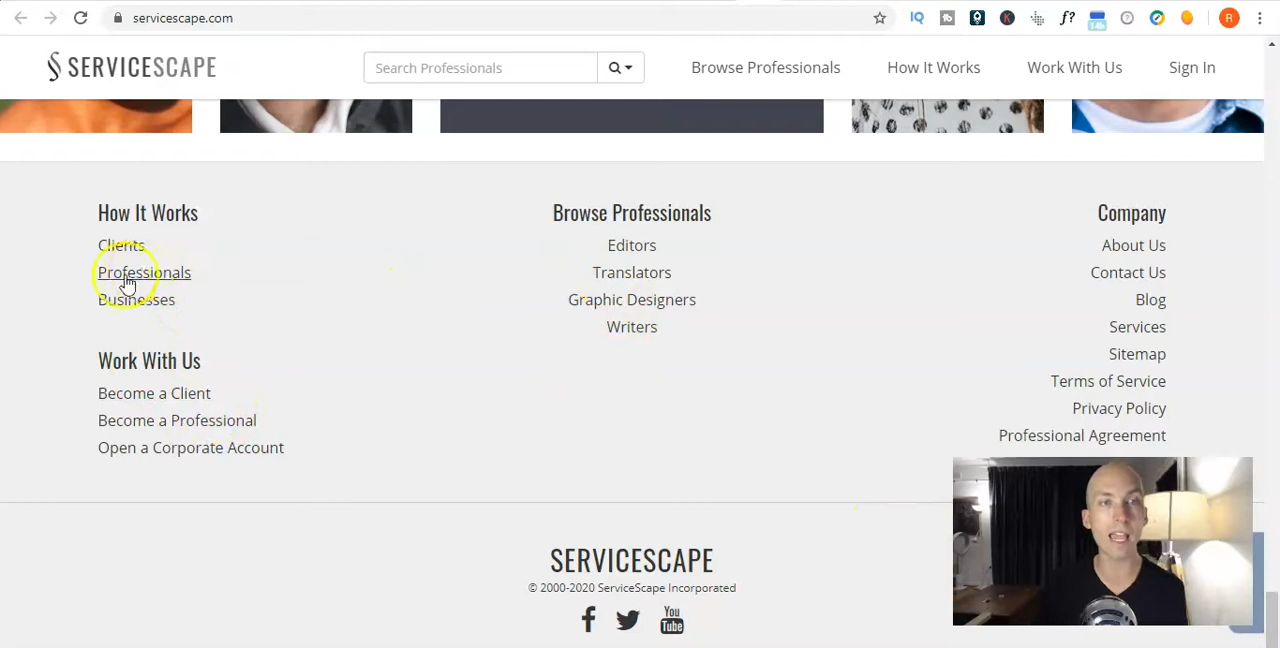 servicescape.com
SERVICESCAPE
Search Professionals
Browse Professionals
How It Works
Work With Us
Sign In
IQ
f?
R
How It Works
Clients
Professionals
Businesses
Work With Us
Become a Client
Become a Professional
Open a Corporate Account
Browse Professionals
Editors
Translators
Graphic Designers
Writers
Company
About Us
Contact Us
Blog
Services
Sitemap
Terms of Service
Privacy Policy
Professional Agreement
SERVICESCAPE
© 2000-2020 ServiceScape Incorporated
You
Tube